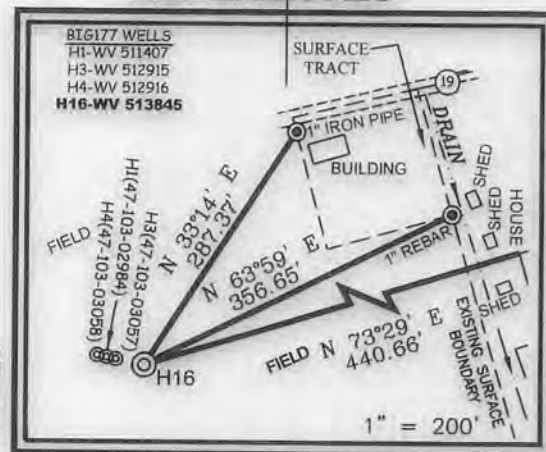 BIG177 WELLS
H1-WV 511407
H3-WV 512915
H4-WV 512916
H16-WV 513845
SURFACE
TRACT
19
1" IRON PIPE
DRAIN
BUILDING
SHED
SHED
HOUSE
N 33°14' E
287.37'
N 63°59' E
356.65'
1" REBAR
SHED
FIELD
H4(47-103-03058)
H1(47-103-02984)
H3(47-103-03057)
FIELD N 73°29' E
440.66'
EXISTING SURFACE
BOUNDARY
H16
1" = 200'